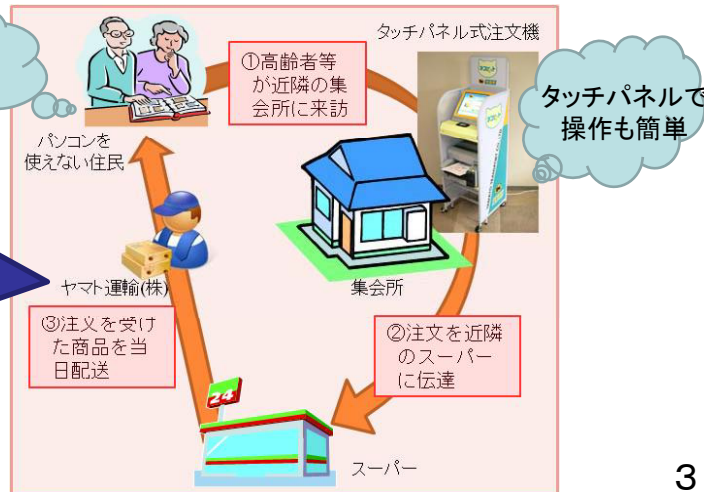 タッチパネル式注文機
①高齢者等
が近隣の集
会所に来訪
タッチパネルで
操作も簡単
パソコンを
使えない住民
ヤマト運輸(株)
集会所
③注文を受け
た商品を当
日配送
②注文を近隣
のスーパー
に伝達
24
スーパー
3